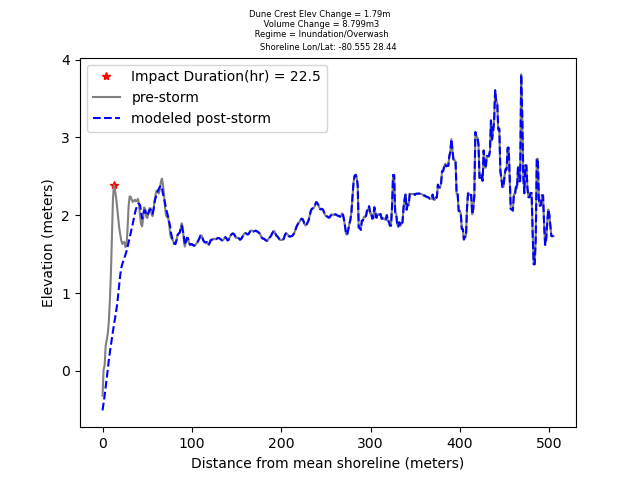 Dune Crest Elev Change = 1.79m
Volume Change = 8.799m3
Regime = Inundation/Overwash
Shoreline Lon/Lat: -80.555 28.44
Impact Duration(hr) = 22.5
pre-storm
modeled post-storm
Elevation (meters)
4
3
2
1
0
0 100 200 300 400 500
Distance from mean shoreline (meters)